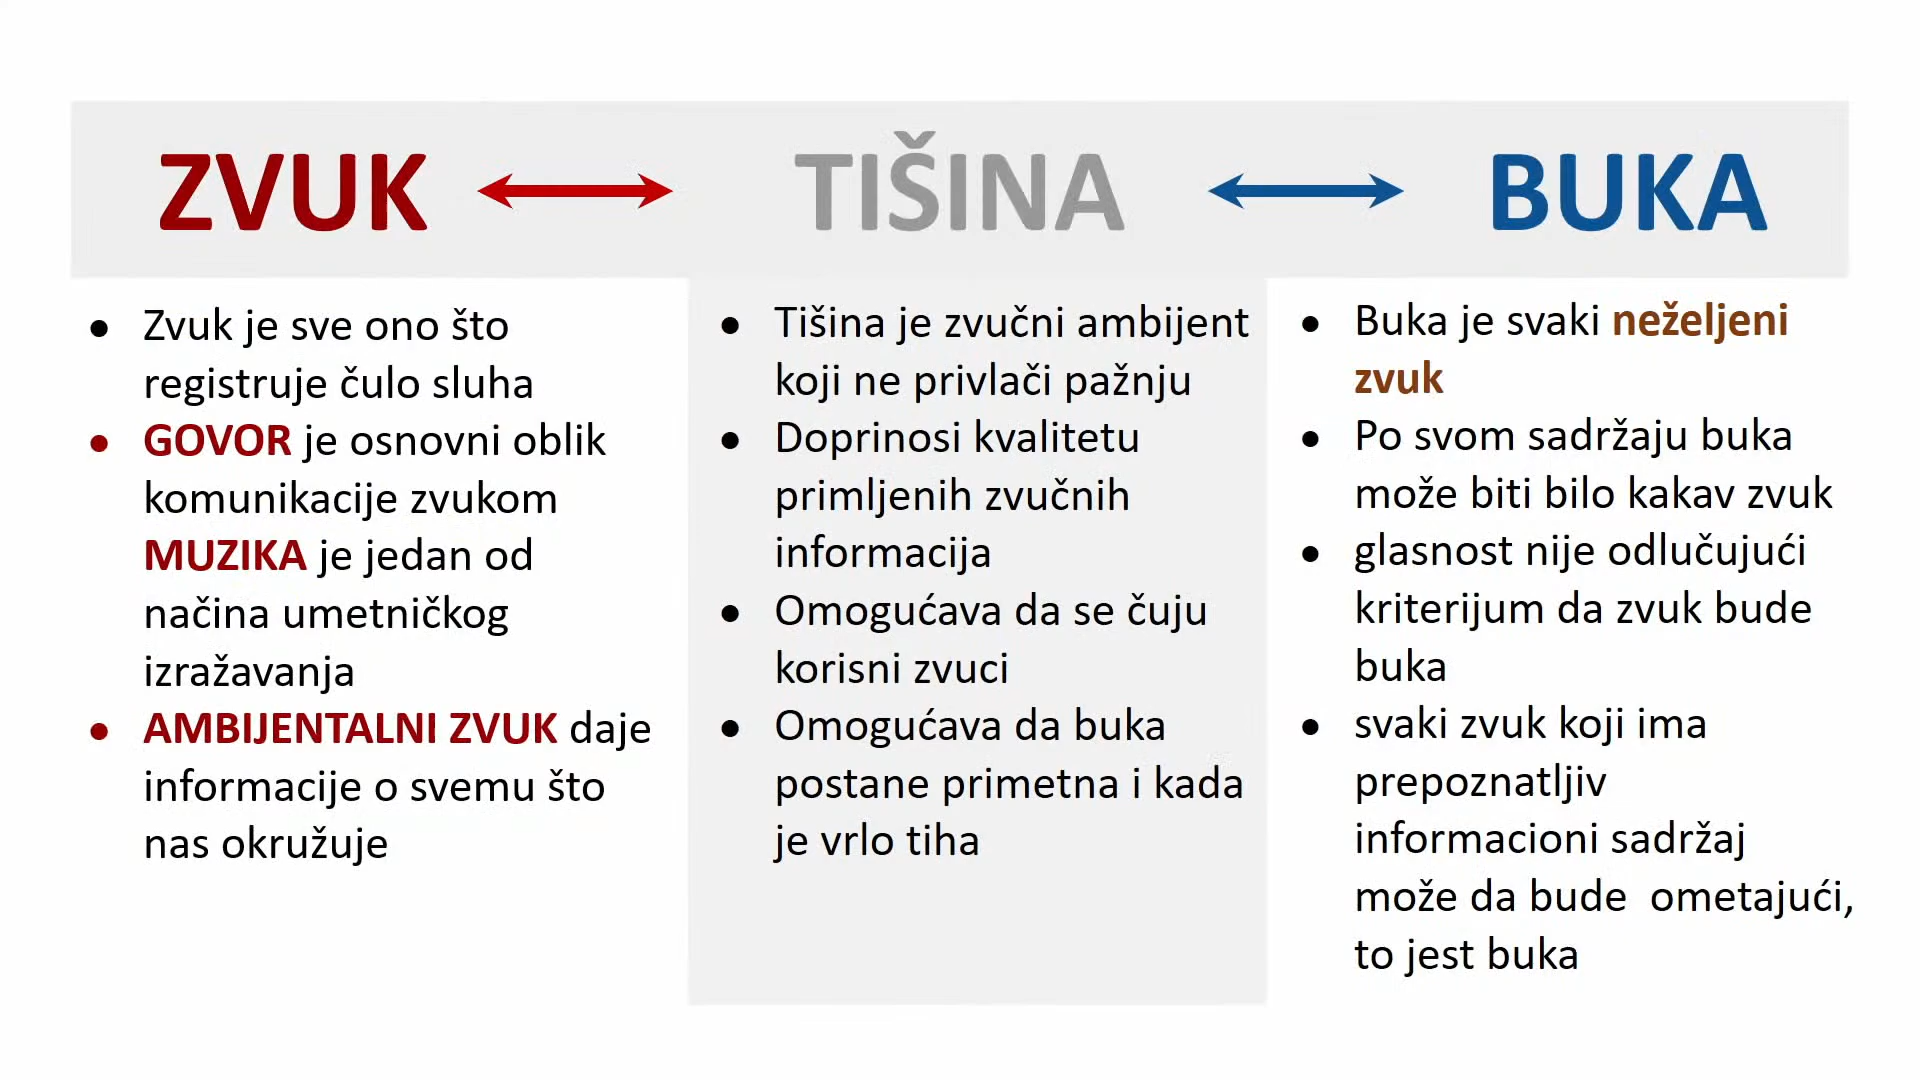 ZVUK
TIŠINA
BUKA
● Zvuk je sve ono što
registruje čulo sluha
● GOVOR je osnovni oblik
komunikacije zvukom
MUZIKA je jedan od
načina umetničkog
izražavanja
● AMBIJENTALNI ZVUK daje
informacije o svemu što
nas okružuje
● Tišina je zvučni ambijent
koji ne privlači pažnju
● Doprinosi kvalitetu
primljenih zvučnih
informacija
● Omogućava da se čuju
korisni zvuci
● Omogućava da buka
postane primetna i kada
je vrlo tiha
● Buka je svaki neželjeni
zvuk
● Po svom sadržaju buka
može biti bilo kakav zvuk
● glasnost nije odlučujući
kriterijum da zvuk bude
buka
● svaki zvuk koji ima
prepoznatljiv
informacioni sadržaj
može da bude  ometajući,
to jest buka